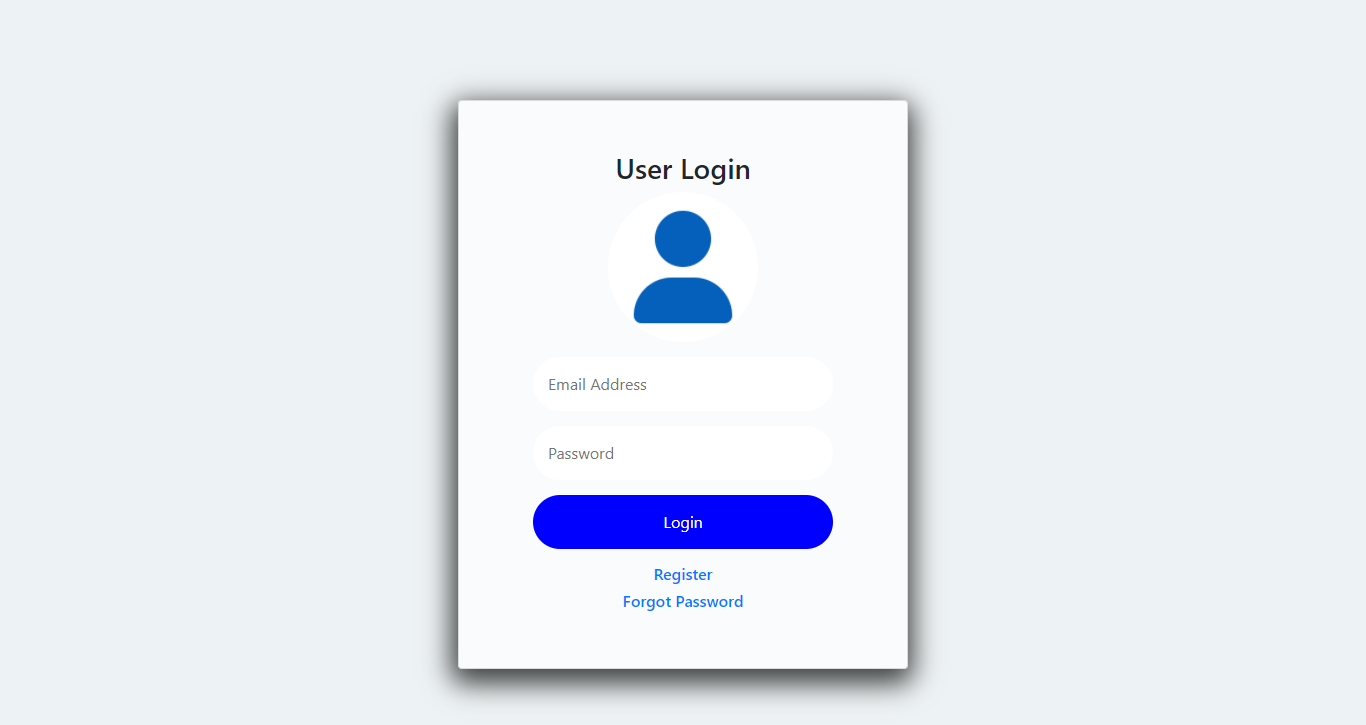 User Login
Email Address
Password
Login
Register
Forgot Password